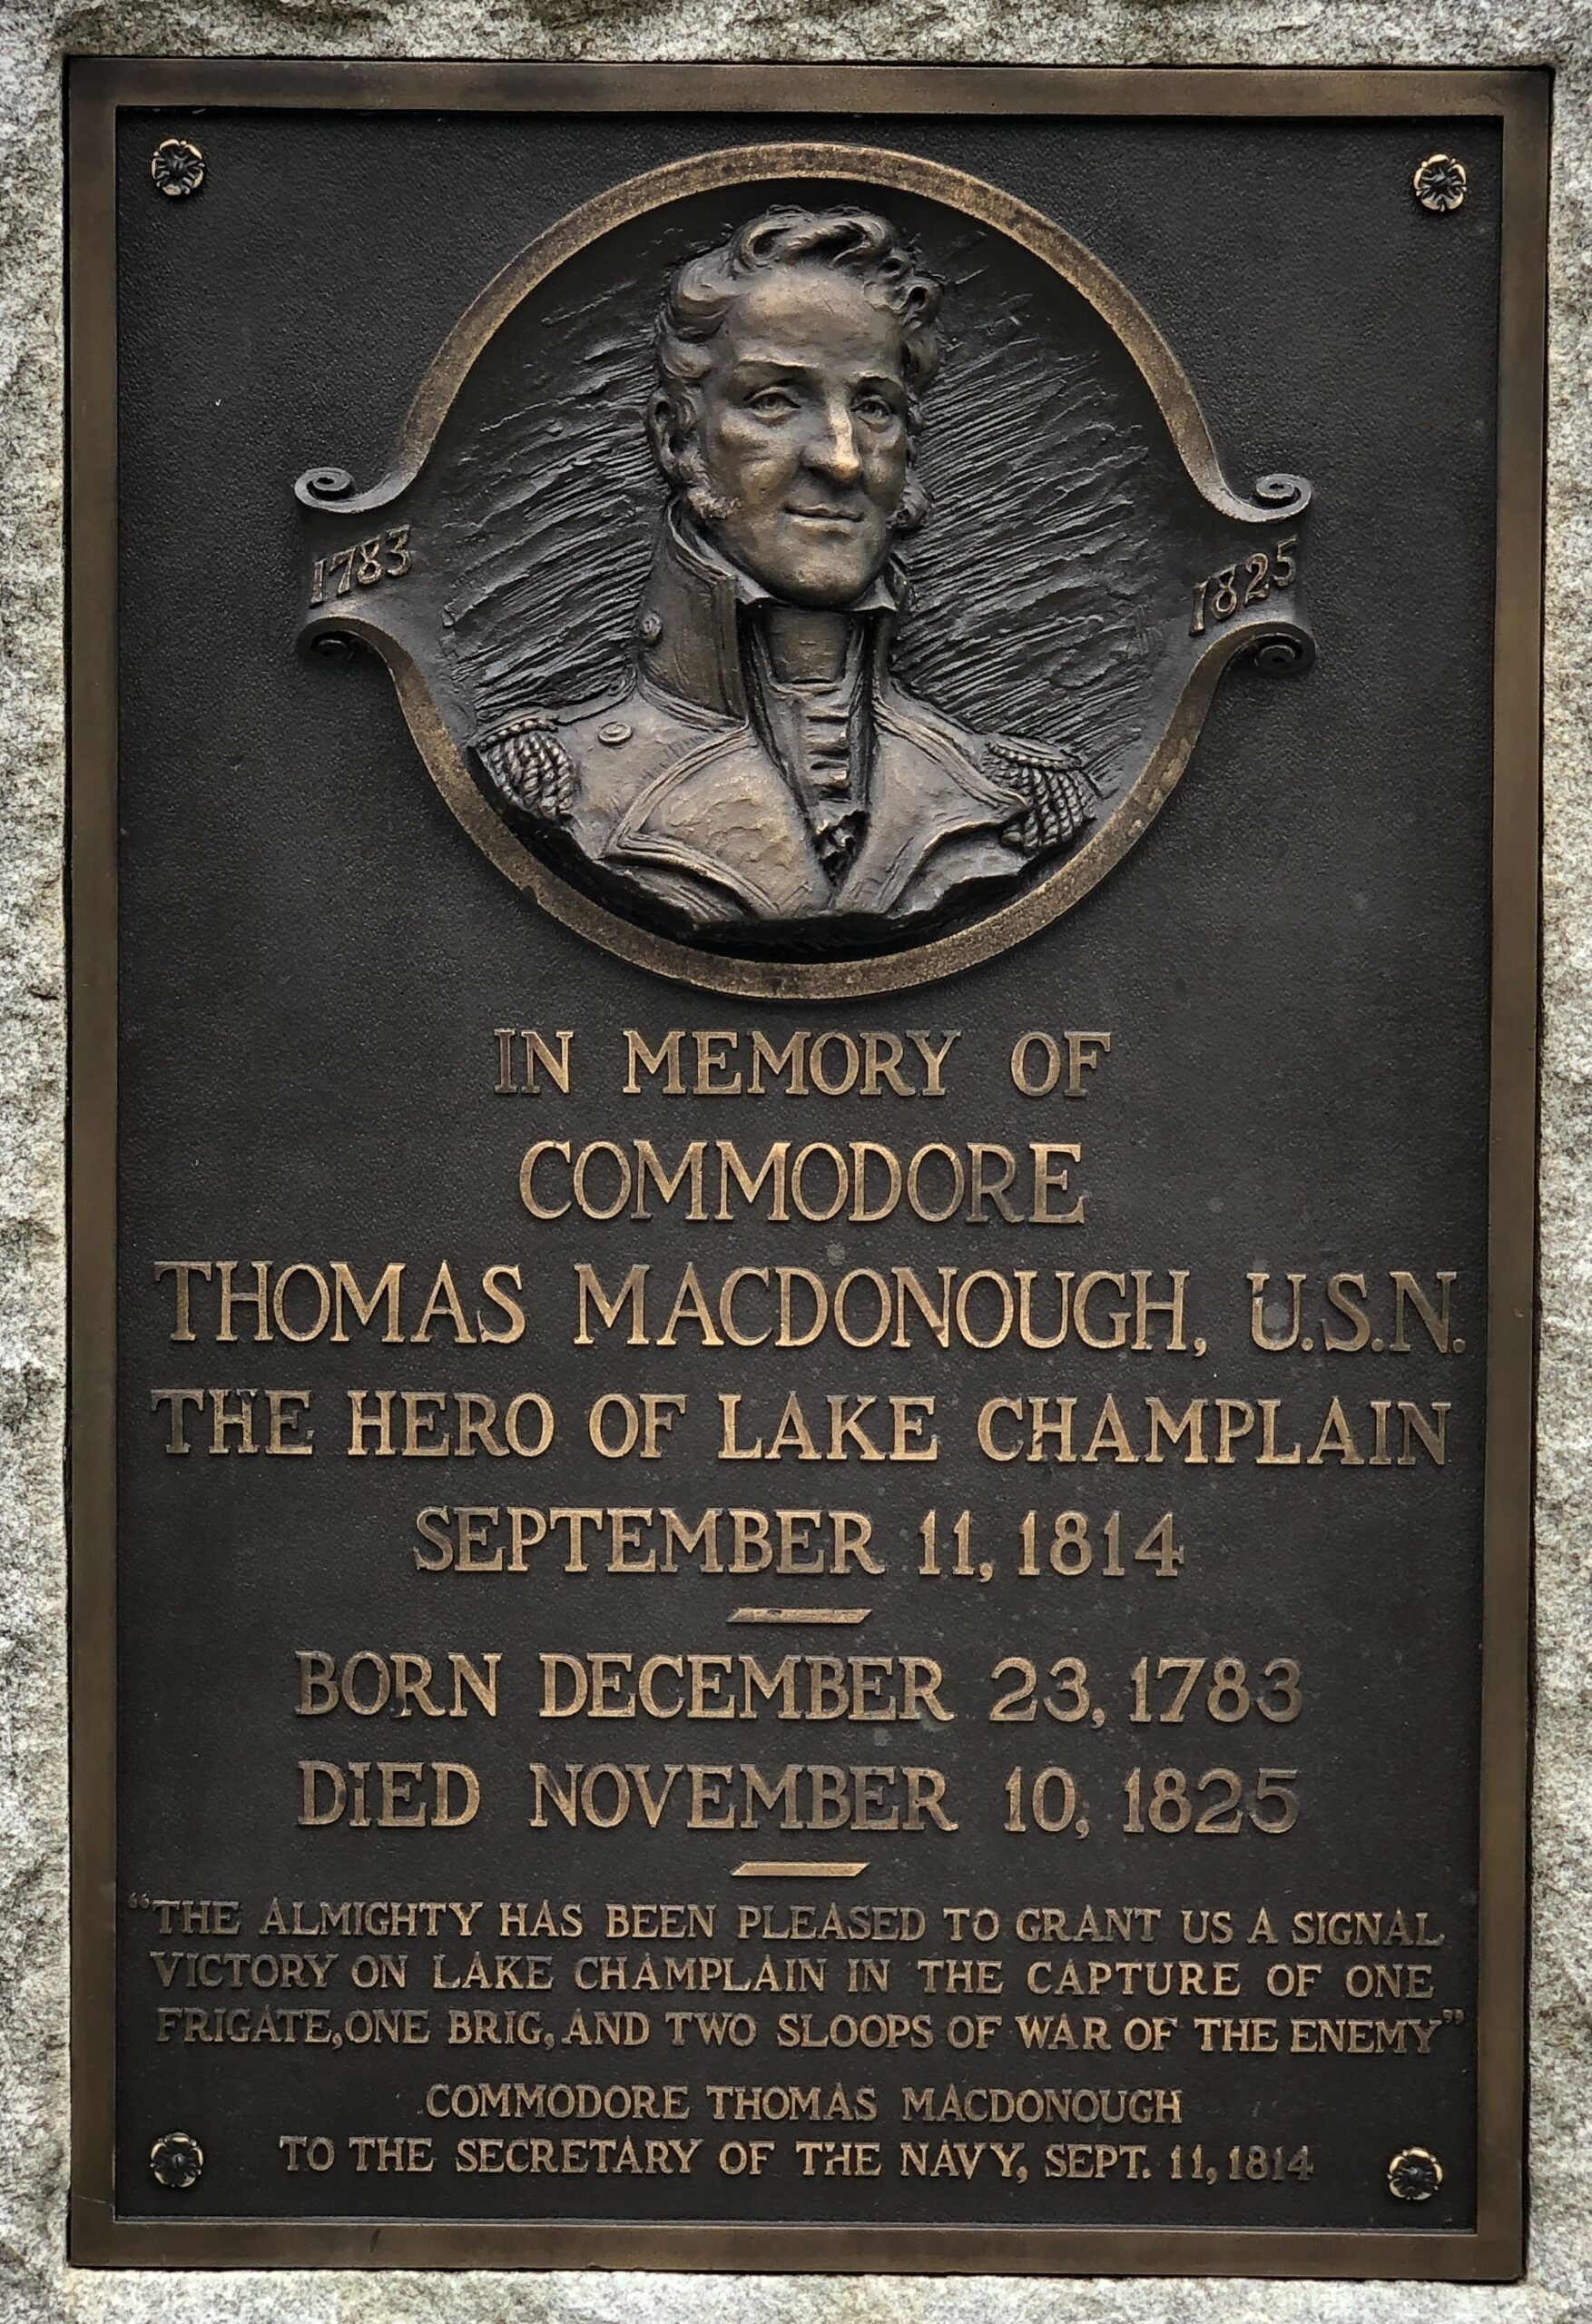 1783
1825
IN MEMORY OF
COMMODORE
THOMAS MACDONOUGH, U.S.N.
THE HERO OF LAKE CHAMPLAIN
SEPTEMBER 11, 1814
BORN DECEMBER 23, 1783
DIED NOVEMBER 10, 1825
“THE ALMIGHTY HAS BEEN PLEASED TO GRANT US A SIGNAL
VICTORY ON LAKE CHAMPLAIN IN THE CAPTURE OF ONE
FRIGATE, ONE BRIG, AND TWO SLOOPS OF WAR OF THE ENEMY”
COMMODORE THOMAS MACDONOUGH
TO THE SECRETARY OF THE NAVY, SEPT. 11, 1814